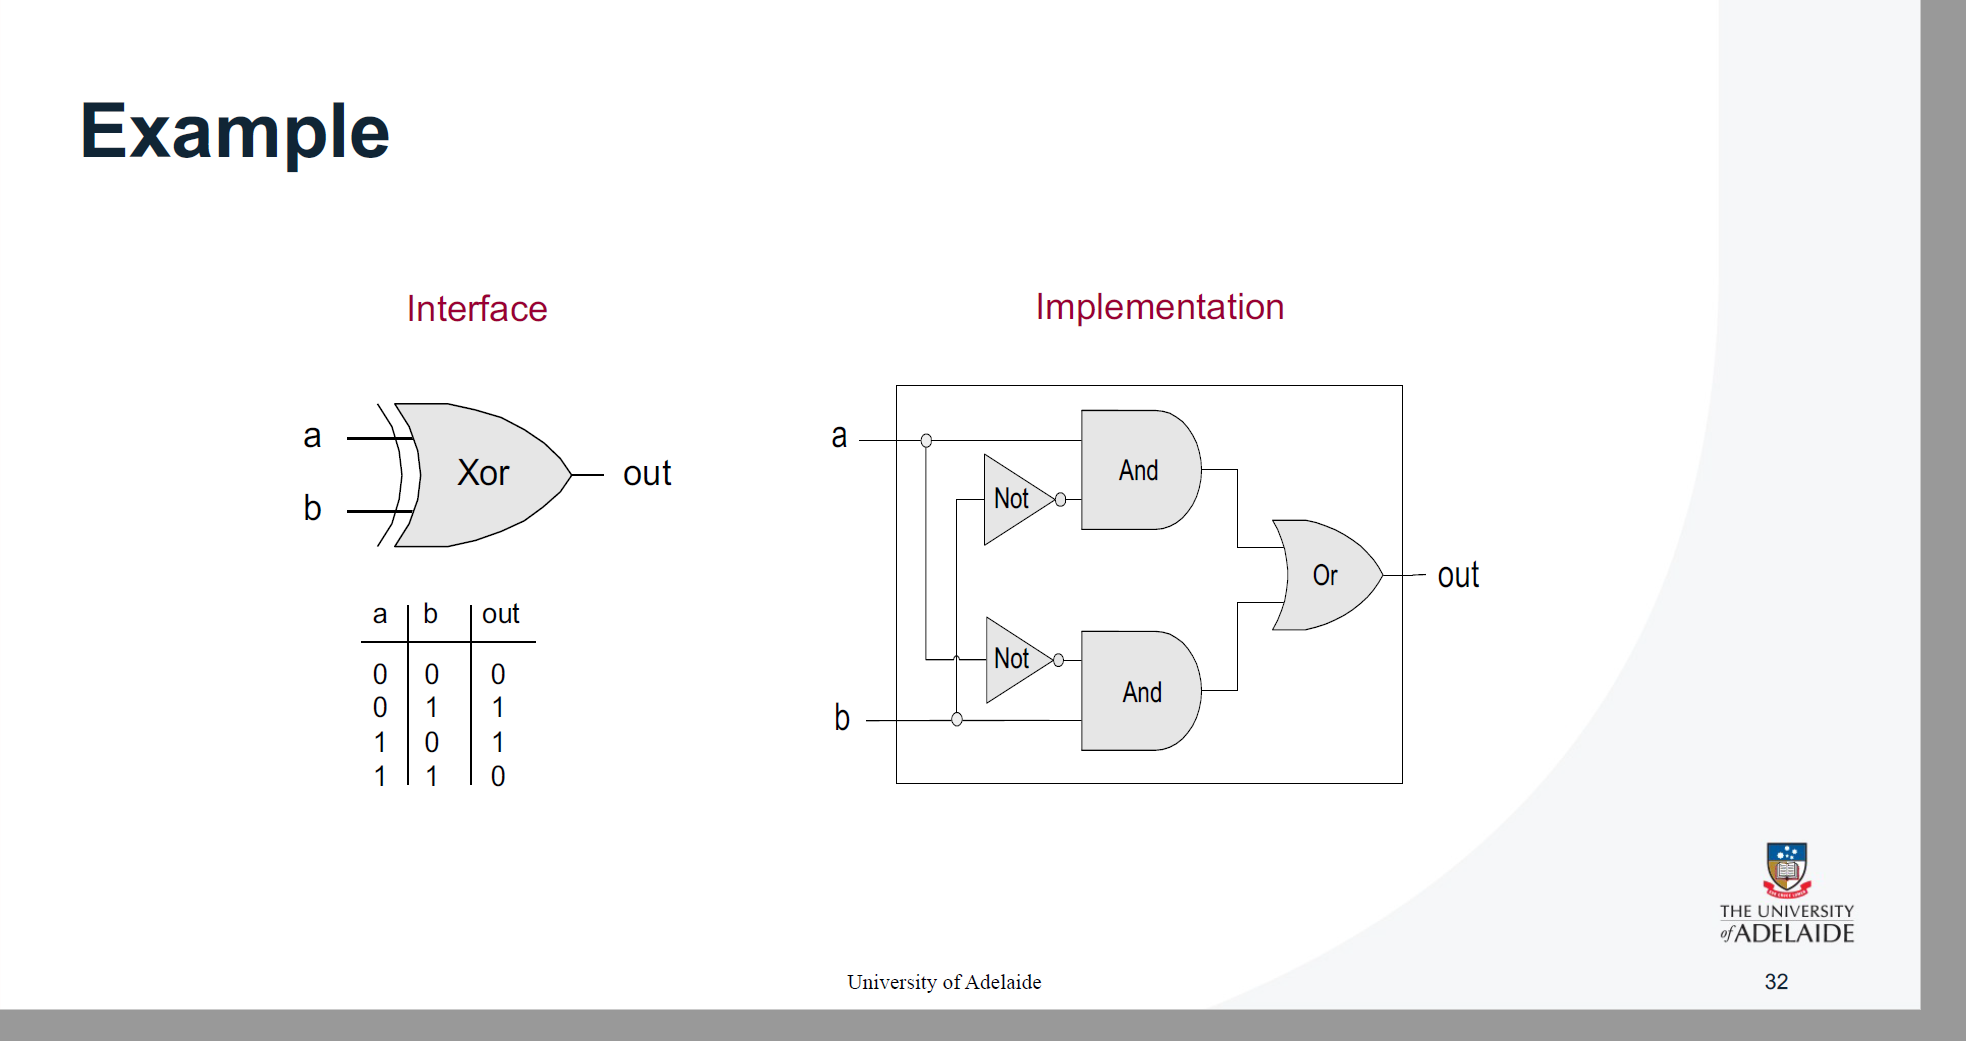 Example
Interface
Implementation
a
b
Xor
out
a b out
0 0 0
0 1 1
1 0 1
1 1 0
a
b
Not
Not
And
And
Or
out
THE UNIVERSITY
of ADELAIDE
University of Adelaide
32